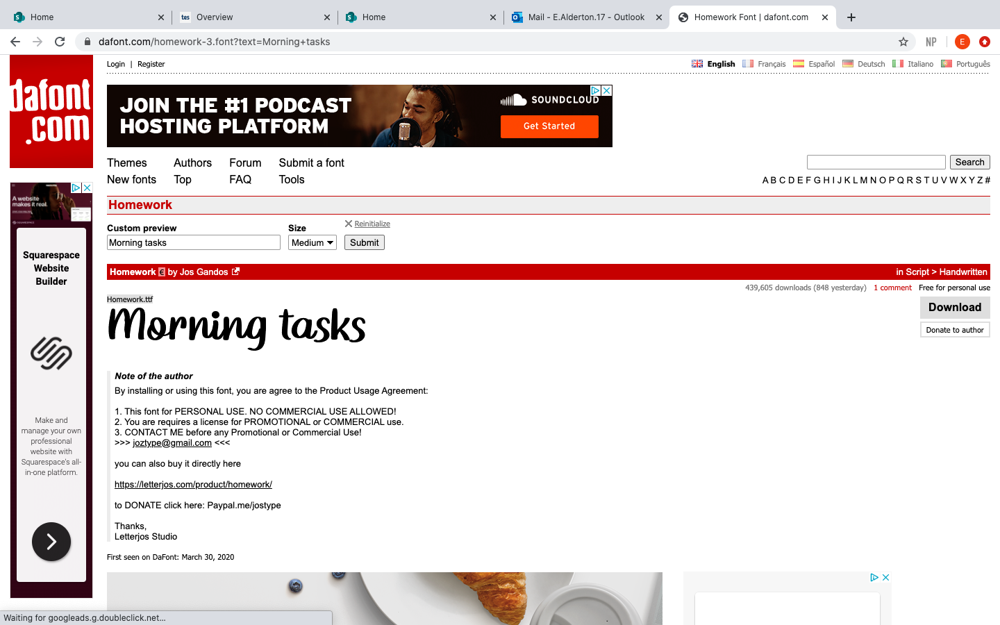 Home
Overview
Home
Mail - E.Alderton.17 - Outlook
Homework Font | dafont.com
dafont.com/homework-3.font?text=Morning+tasks
NP
E
Login | Register
English Français Español Deutsch Italiano Português
dafont
.com
JOIN THE #1 PODCAST
HOSTING PLATFORM
SOUNDCLOUD
Get Started
Themes Authors Forum Submit a font
New fonts Top FAQ Tools
Search
A B C D E F G H I J K L M N O P Q R S T U V W X Y Z #
A website
makes it real.
Squarespace
Website
Builder
Make and
manage your own
professional
website with
Squarespace's all-
in-one platform.
Homework
Custom preview
Size
Reinitialize
Morning tasks
Medium
Submit
Homework € by Jos Gandos
in Script > Handwritten
439,605 downloads (848 yesterday) 1 comment Free for personal use
Homework.ttf
Download
Morning tasks
Donate to author
Note of the author
By installing or using this font, you are agree to the Product Usage Agreement:
1. This font for PERSONAL USE. NO COMMERCIAL USE ALLOWED!
2. You are requires a license for PROMOTIONAL or COMMERCIAL use.
3. CONTACT ME before any Promotional or Commercial Use!
>>> joztype@gmail.com <<<
you can also buy it directly here
https://letterjos.com/product/homework/
to DONATE click here: Paypal.me/jostype
Thanks,
Letterjos Studio
First seen on DaFont: March 30, 2020
Waiting for googleads.g.doubleclick.net...